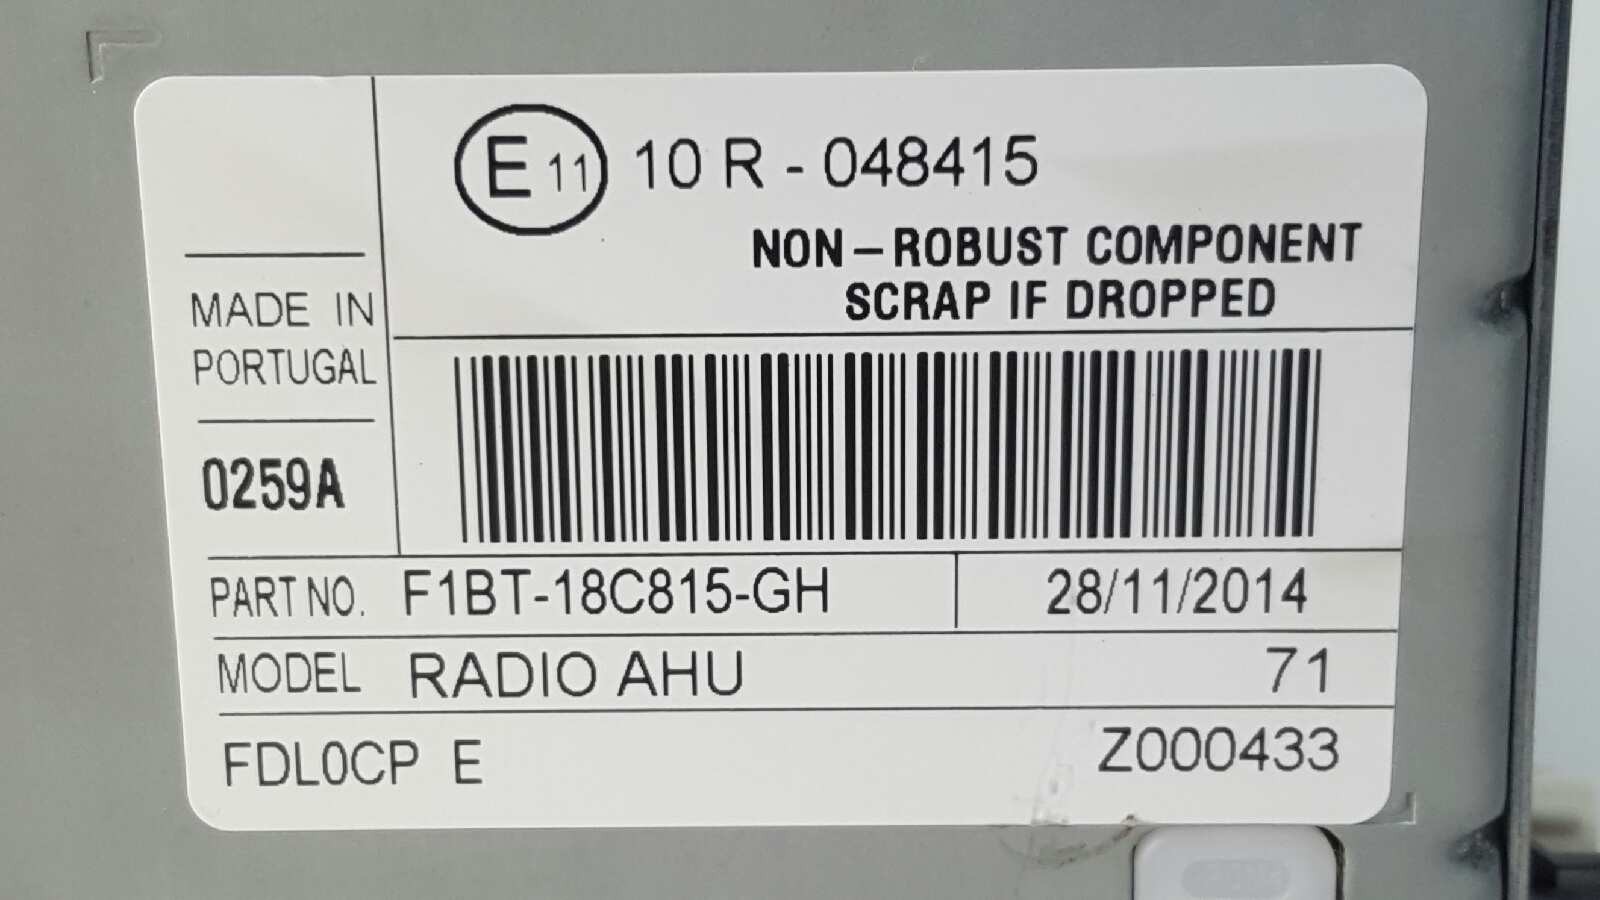 E 11 10 R - 048415
NON-ROBUST COMPONENT
SCRAP IF DROPPED
MADE IN
PORTUGAL
0259A
PART NO. F1BT-18C815-GH 28/11/2014
MODEL RADIO AHU 71
FDL0CP E Z000433